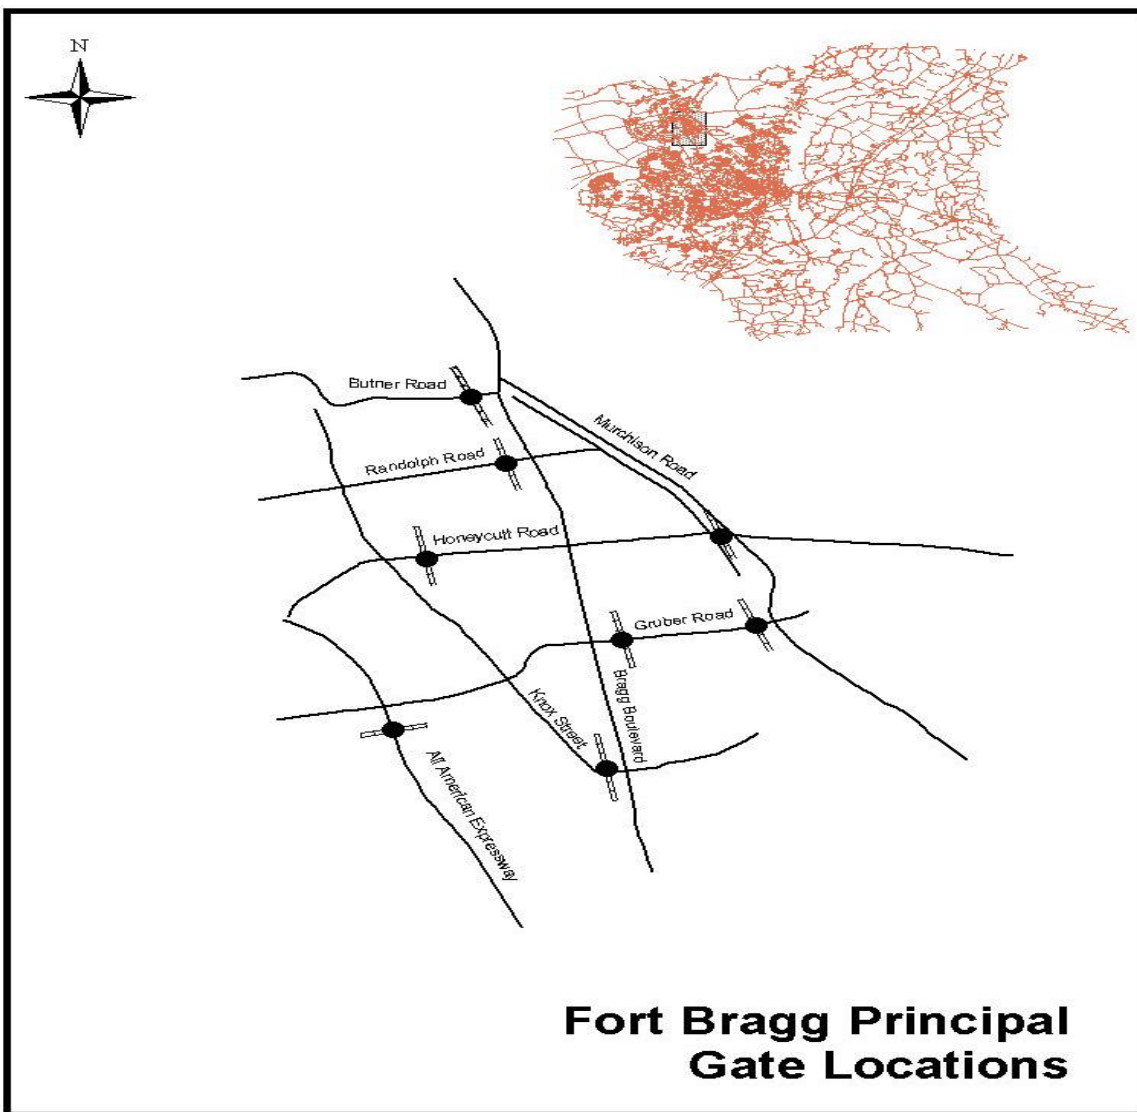 N
Butner Road
Murchison Road
Randolph Road
Honeycutt Road
Gruber Road
Bragg Boulevard
Knox Street
All American Expressway
Fort Bragg Principal
Gate Locations